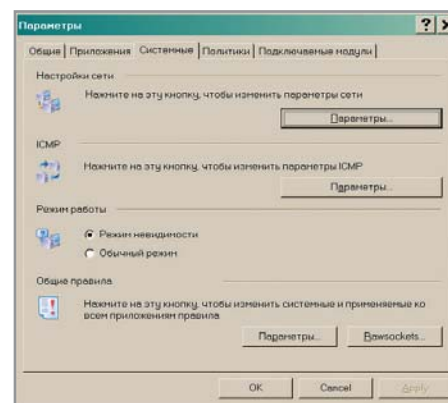 Параметры
Общие Приложения Системные Политики Подключаемые модули
Настройки сети
Нажмите на эту кнопку, чтобы изменить параметры сети
Параметры...
ICMP
Нажмите на эту кнопку, чтобы изменить параметры ICMP
Параметры...
Режим работы
Режим невидимости
Обычный режим
Общие правила
Нажмите на эту кнопку, чтобы изменить системные и применяемые ко
всем приложениям правила
Параметры... Rawsockets...
OK Cancel Apply